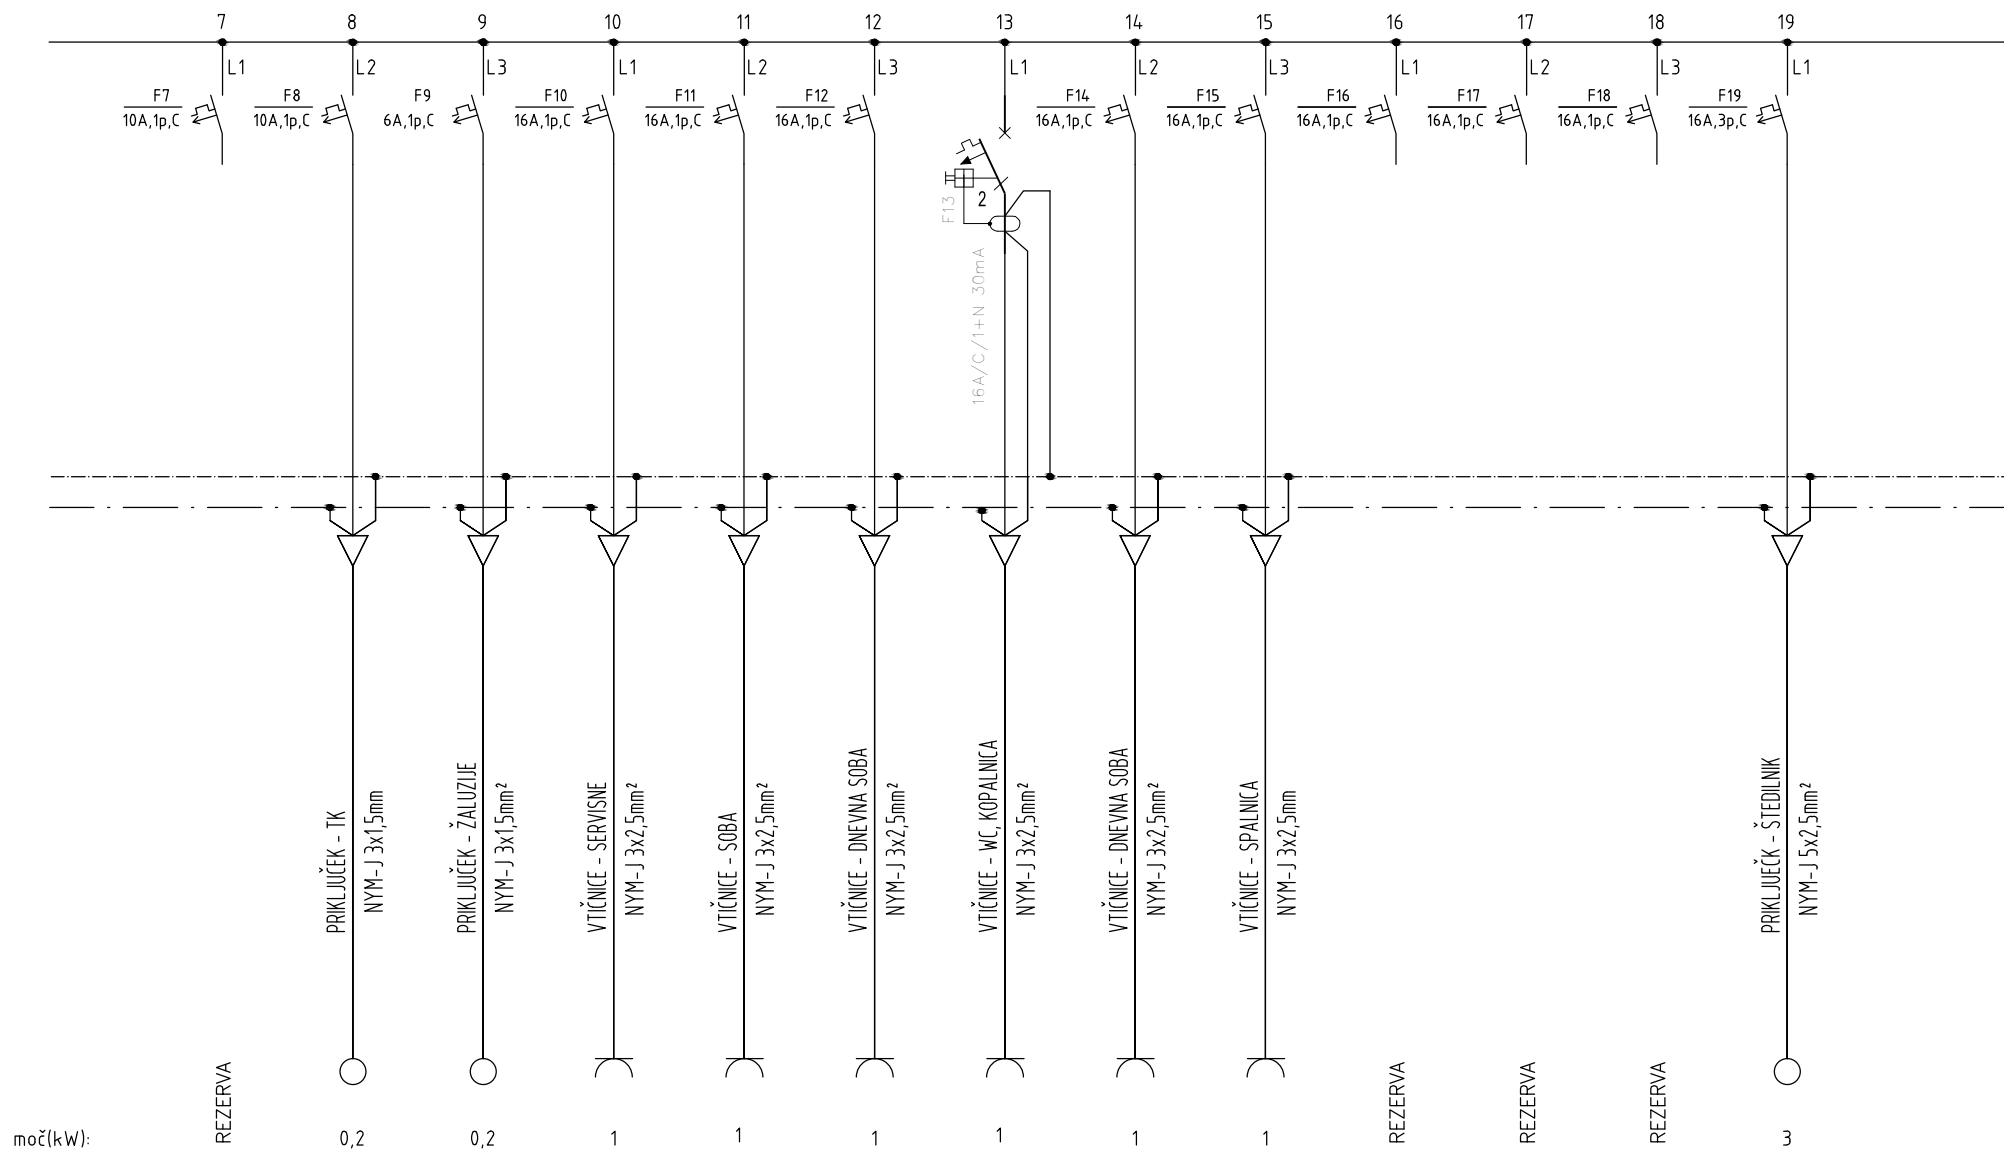 7 8 9 10 11 12 13 14 15 16 17 18 19
L1 L2 L3 L1 L2 L3 L1 L2 L3 L1 L2 L3 L1
F7
10A,1p,C
F8
10A,1p,C
F9
6A,1p,C
F10
16A,1p,C
F11
16A,1p,C
F12
16A,1p,C
F13
2
16A/C/1+N 30mA
F14
16A,1p,C
F15
16A,1p,C
F16
16A,1p,C
F17
16A,1p,C
F18
16A,1p,C
F19
16A,3p,C
REZERVA
PRIKLJUČEK - TK
NYM-J 3x1,5mm
PRIKLJUČEK - ŽALUZIJE
NYM-J 3x1,5mm²
VTIČNICE - SERVISNE
NYM-J 3x2,5mm²
VTIČNICE - SOBA
NYM-J 3x2,5mm²
VTIČNICE - DNEVNA SOBA
NYM-J 3x2,5mm²
VTIČNICE - WC, KOPALNICA
NYM-J 3x2,5mm²
VTIČNICE - DNEVNA SOBA
NYM-J 3x2,5mm²
VTIČNICE - SPALNICA
NYM-J 3x2,5mm
REZERVA
REZERVA
REZERVA
PRIKLJUEČK - ŠTEDILNIK
NYM-J 5x2,5mm²
moč(kW): 0,2 0,2 1 1 1 1 1 1 3